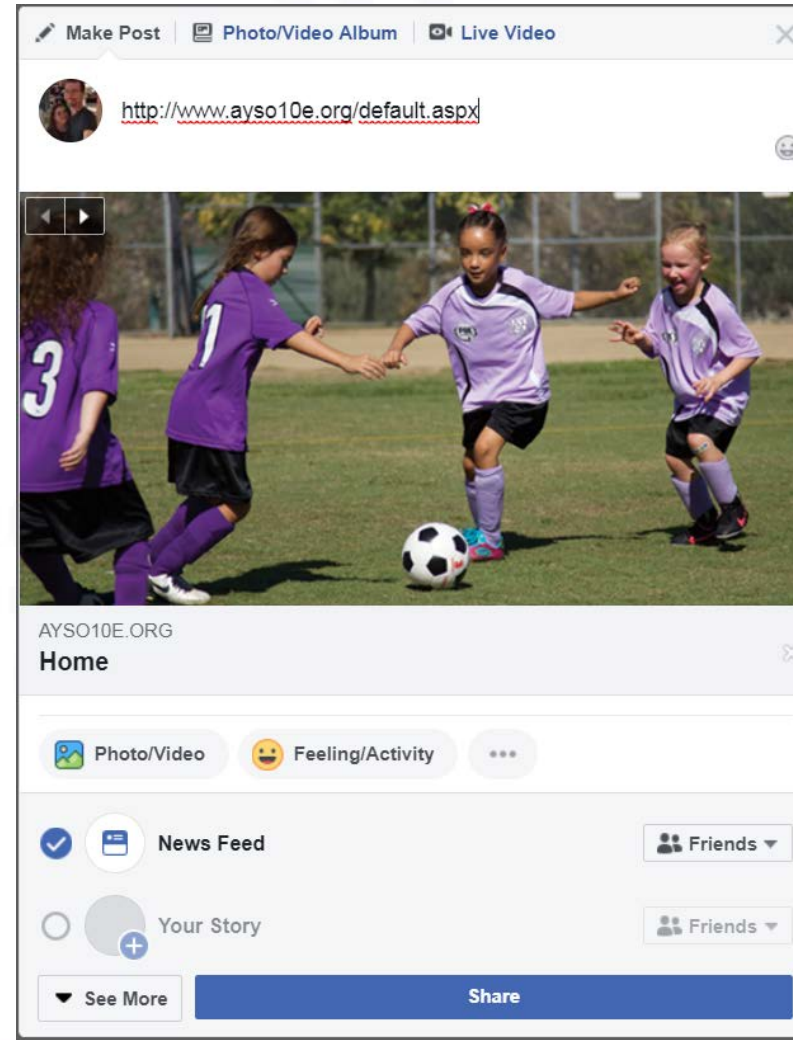 Make Post Photo/Video Album Live Video
http://www.ayso10e.org/default.aspx
3
AYSO10E.ORG
Home
Photo/Video Feeling/Activity
News Feed Friends
Your Story Friends
See More Share